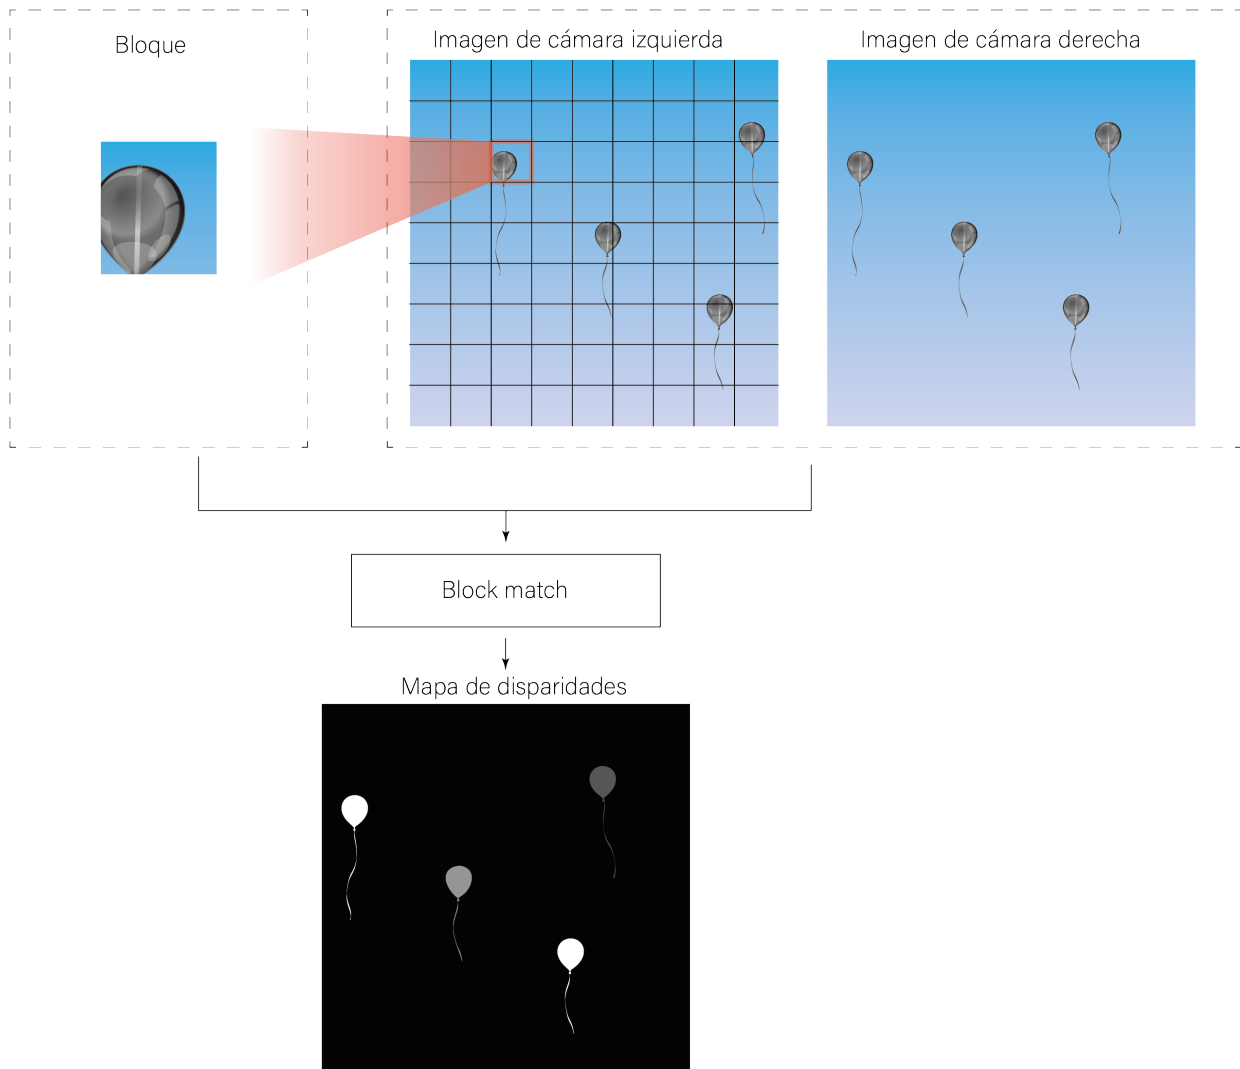 Bloque
Imagen de cámara izquierda
Imagen de cámara derecha
Block match
Mapa de disparidades